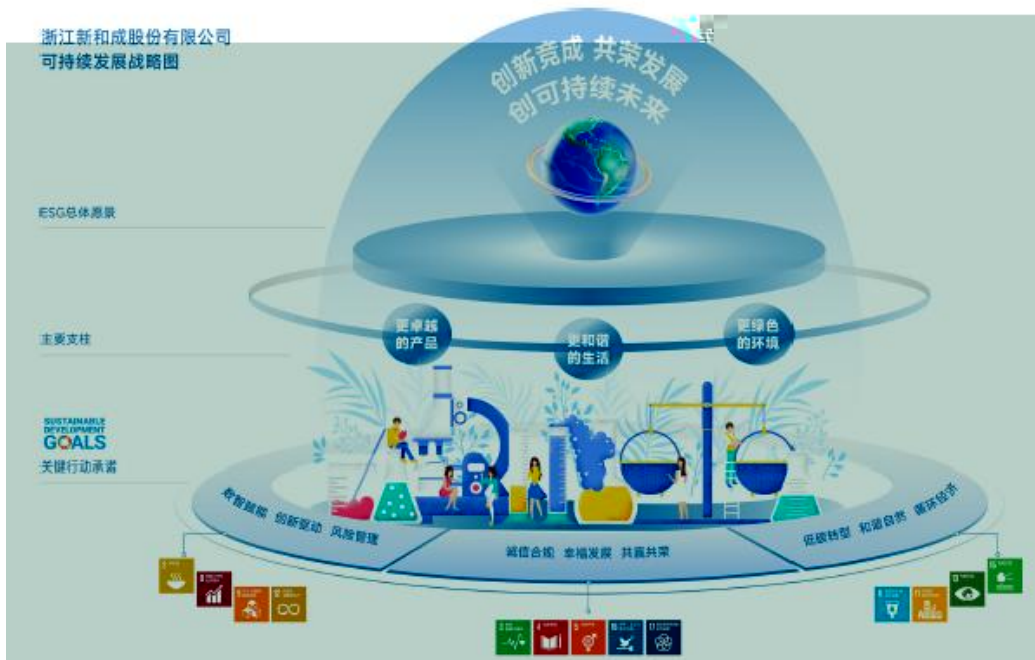 浙江新和成股份有限公司
可持续发展战略图
创新竞成 共荣发展
创可持续未来
ESG总体愿景
主要支柱
更卓越
的产品
更和谐
的生活
更绿色
的环境
SUSTAINABLE
DEVELOPMENT
GOALS
关键行动承诺
数智赋能 创新驱动 风险管理
诚信合规 幸福发展 共赢共荣
低碳转型 和谐自然 循环经济